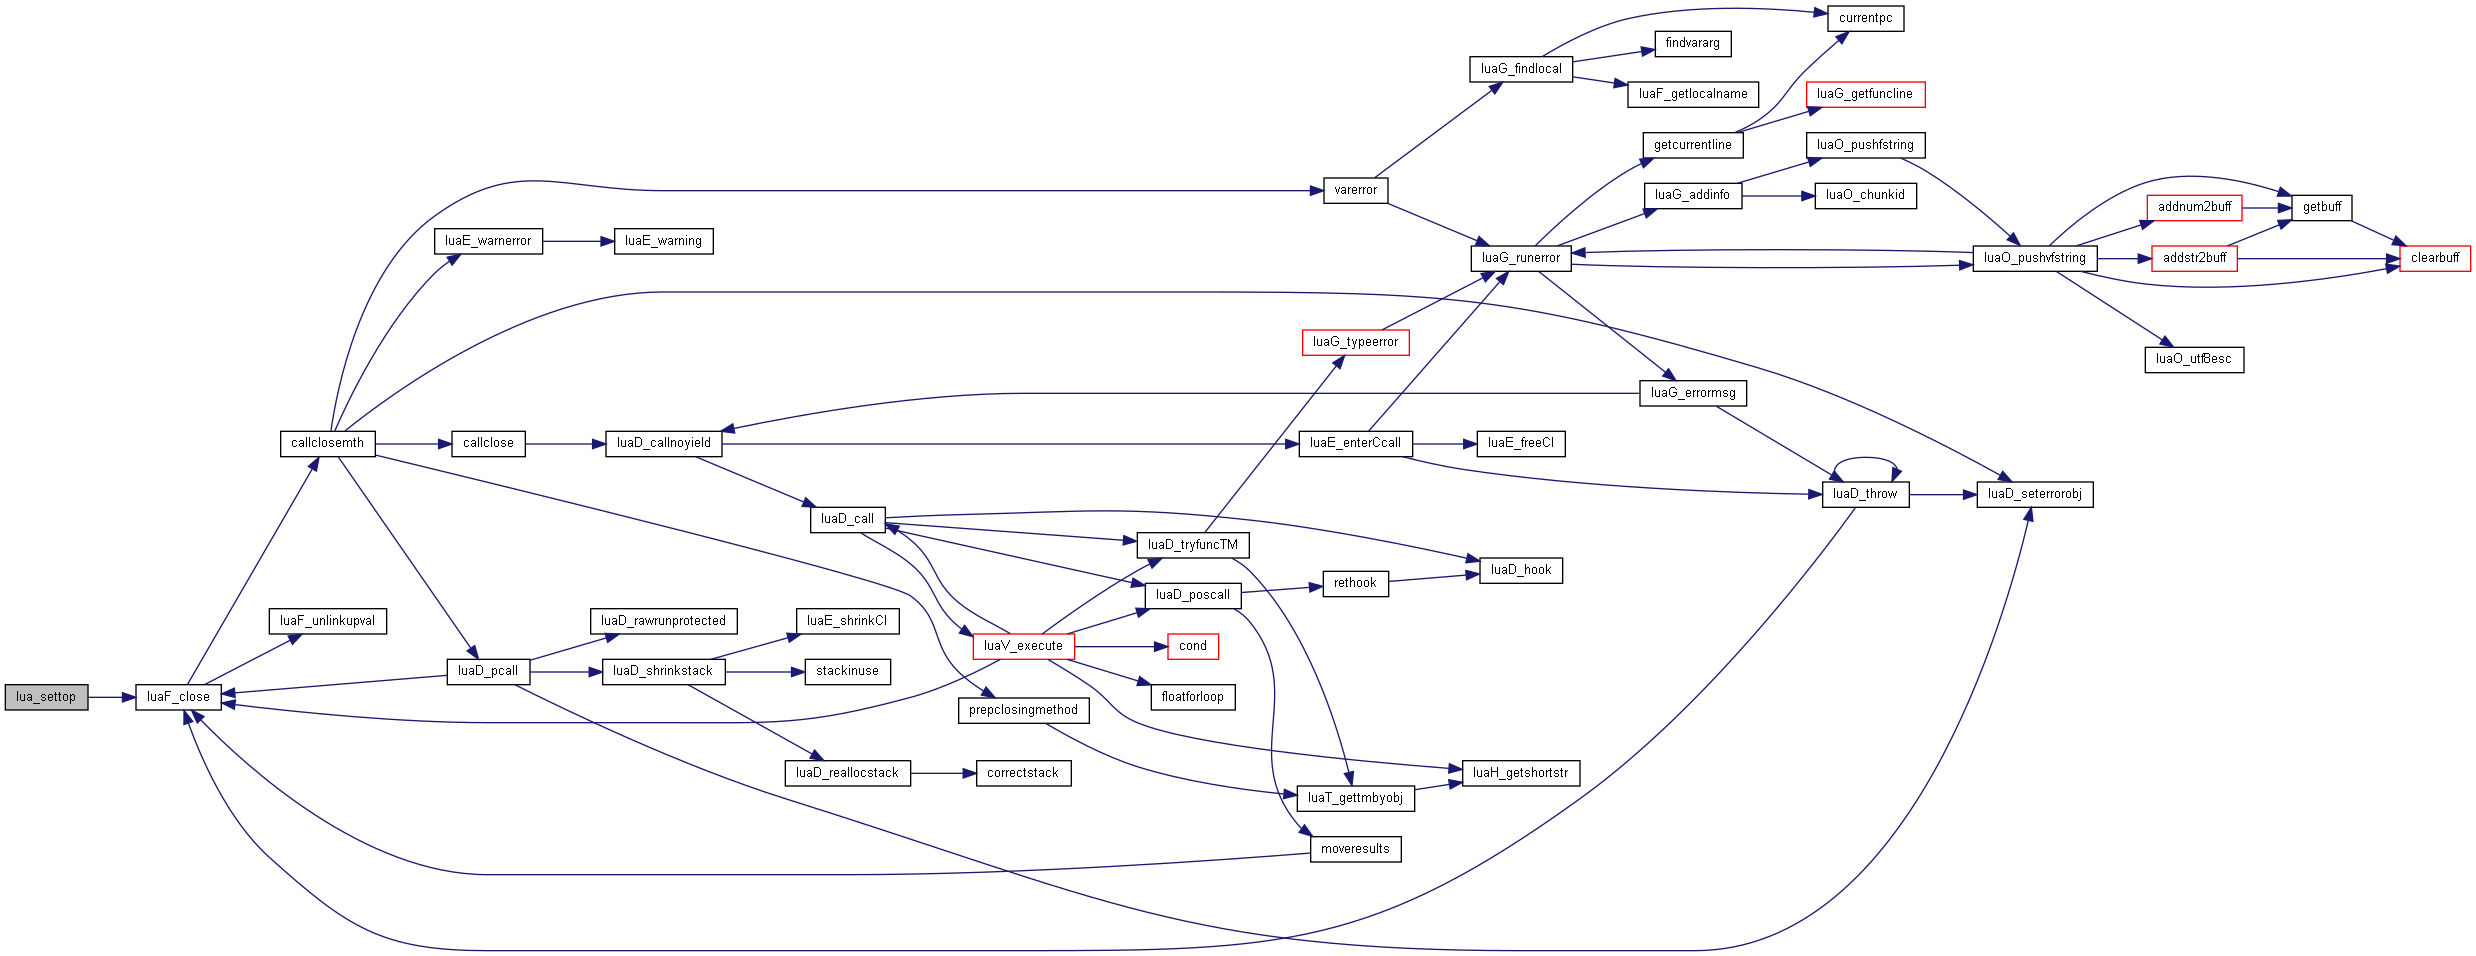 currentpc
findvararg
luaG_findlocal
luaF_getlocalname
luaG_getfuncline
getcurrentline
luaO_pushfstring
varerror
luaG_addinfo
luaO_chunkid
addnum2buff
getbuff
luaE_warnerror
luaE_warning
luaG_runerror
luaO_pushvfstring
addstr2buff
clearbuff
luaG_typeerror
luaO_utf8esc
luaG_errormsg
callclosemth
callclose
luaD_callnoyield
luaE_enterCcall
luaE_freeCI
luaD_throw
luaD_seterrorobj
luaD_call
luaD_tryfuncTM
luaD_hook
luaD_poscall
rethook
luaF_unlinkupval
luaD_rawrunprotected
luaE_shrinkCI
luaV_execute
cond
luaD_pcall
luaD_shrinkstack
stackinuse
lua_settop
luaF_close
floatforloop
prepclosingmethod
luaD_reallocstack
correctstack
luaH_getshortstr
luaT_gettmbyobj
moveresults